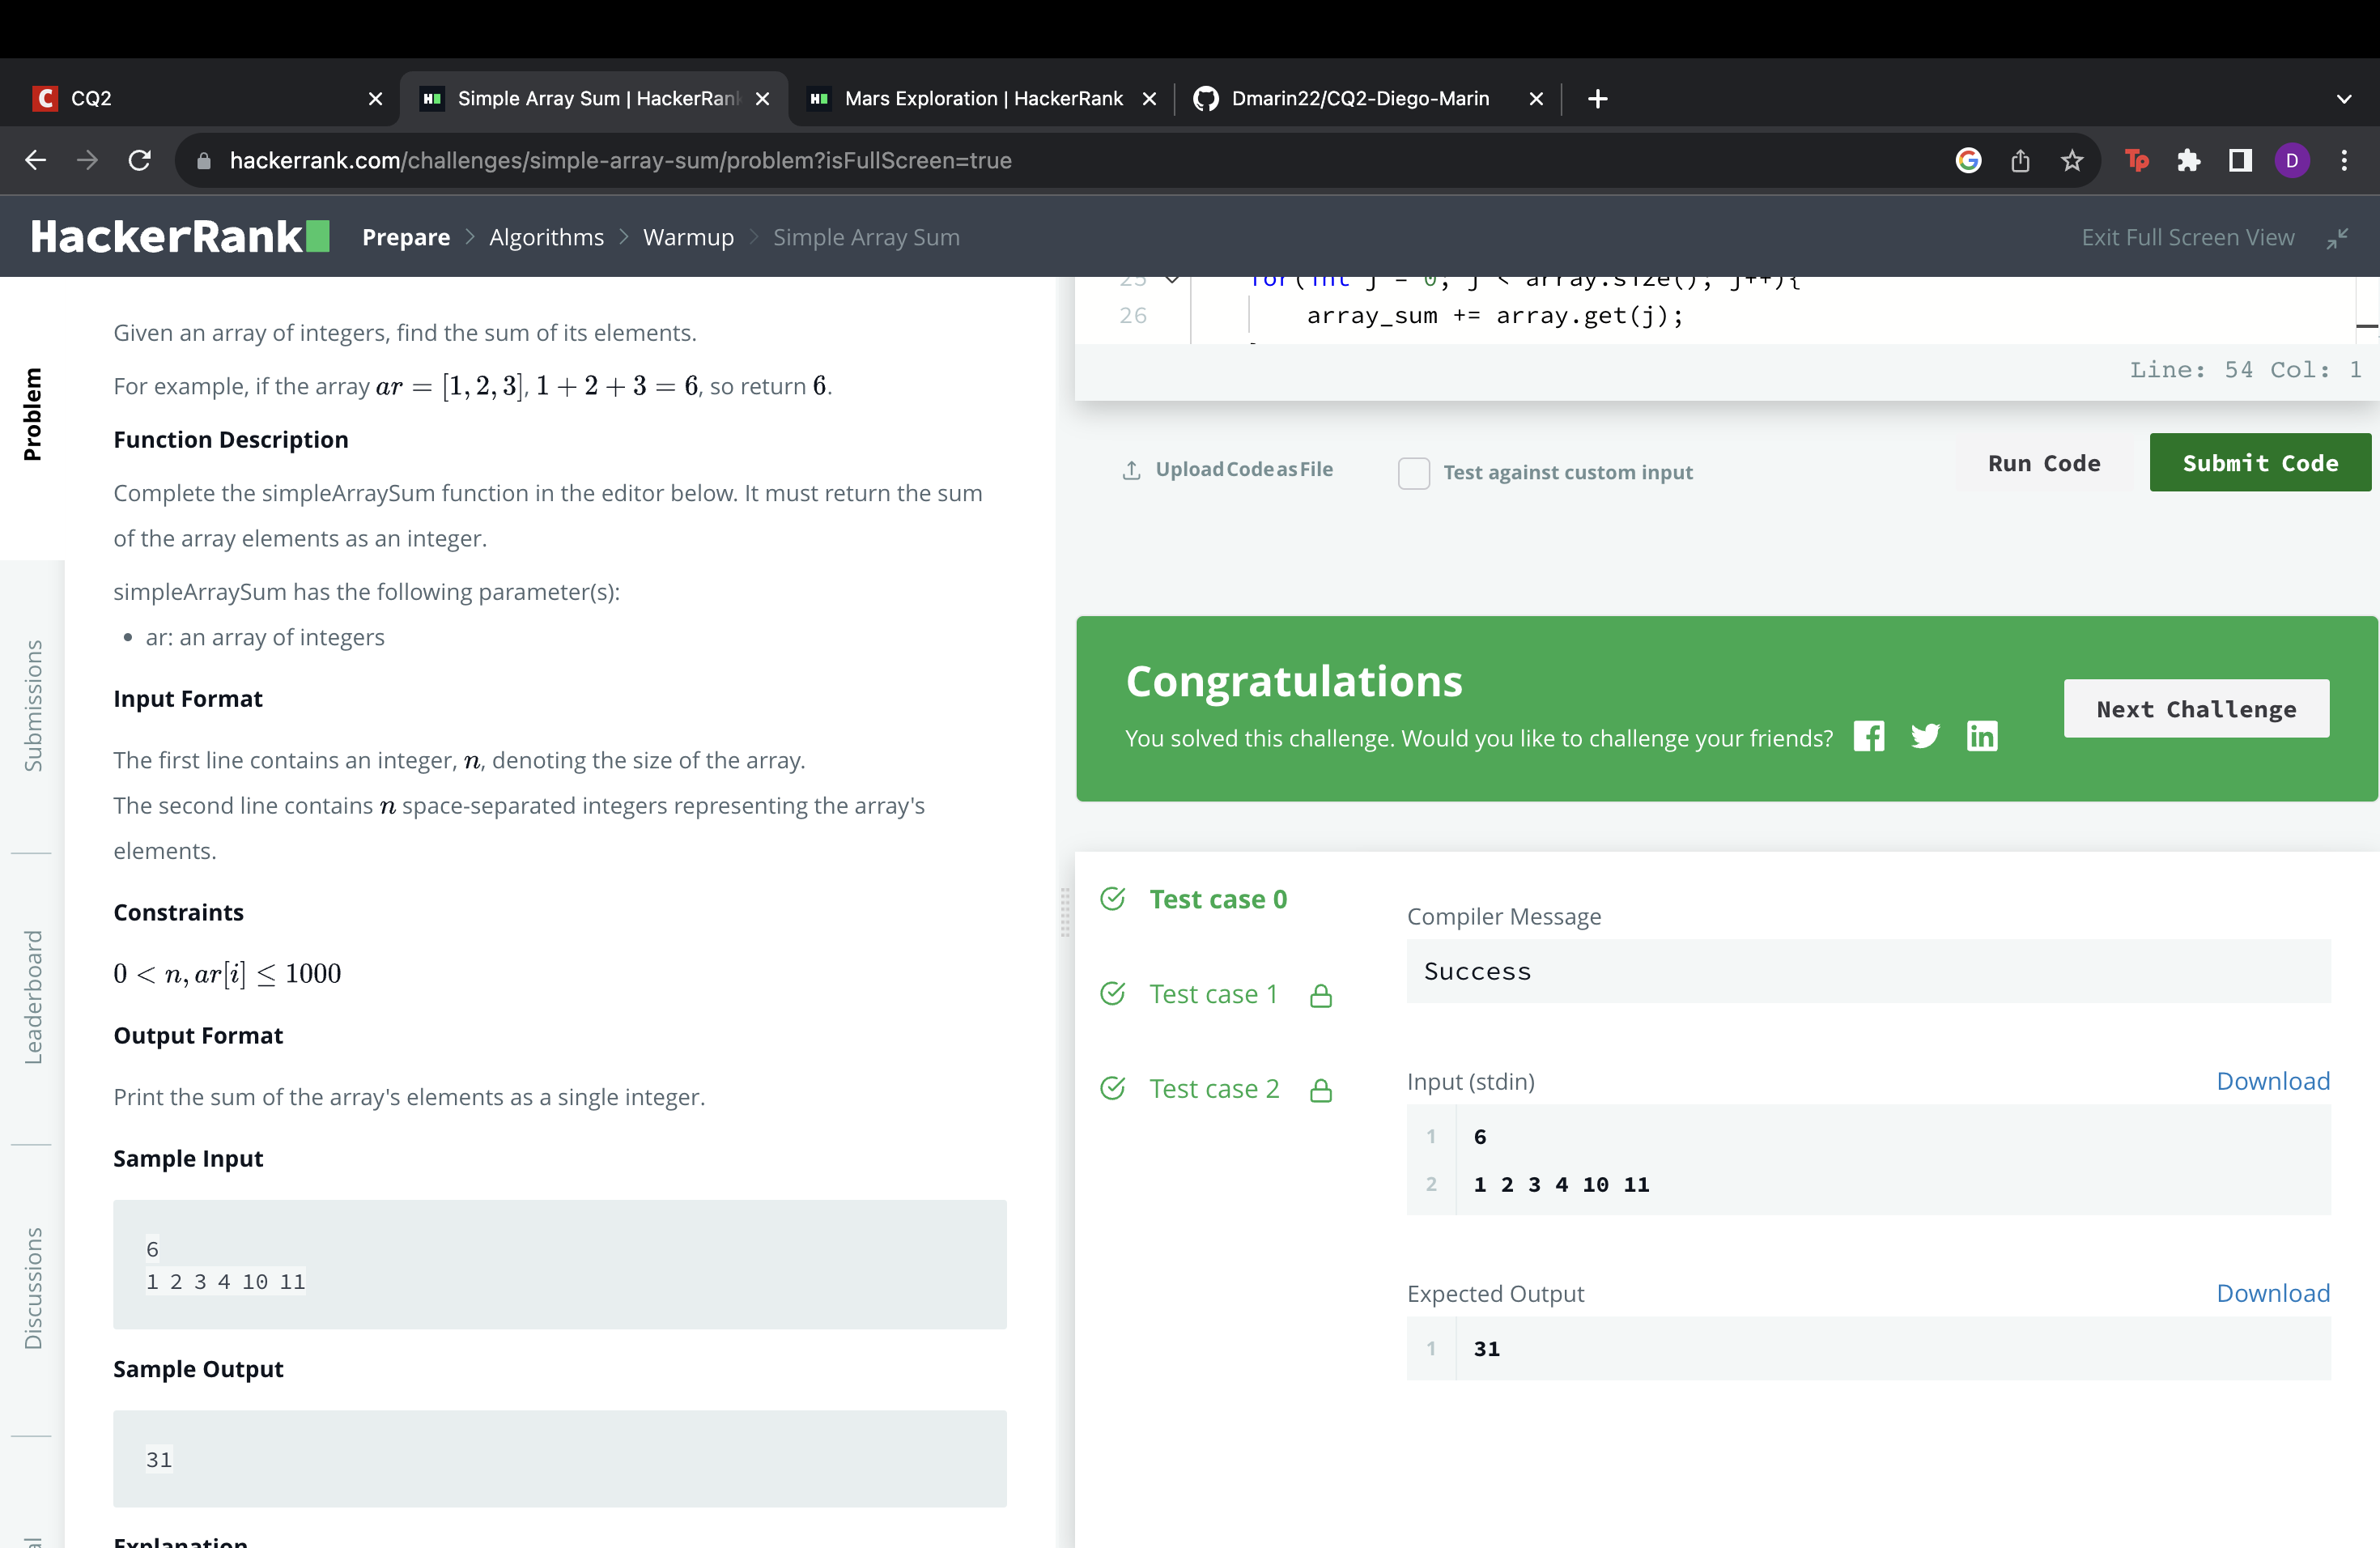 CQ2
Simple Array Sum | HackerRank
Mars Exploration | HackerRank
Dmarin22/CQ2-Diego-Marin
hackerrank.com/challenges/simple-array-sum/problem?isFullScreen=true
Tp
D
HackerRank
Prepare > Algorithms > Warmup > Simple Array Sum
Exit Full Screen View
Problem
Submissions
Leaderboard
Discussions
Given an array of integers, find the sum of its elements.
For example, if the array ar = [1, 2, 3], 1 + 2 + 3 = 6, so return 6.
Function Description
Complete the simpleArraySum function in the editor below. It must return the sum
of the array elements as an integer.
simpleArraySum has the following parameter(s):
• ar: an array of integers
Input Format
The first line contains an integer, n, denoting the size of the array.
The second line contains n space-separated integers representing the array's
elements.
Constraints
0 < n, ar[i] ≤ 1000
Output Format
Print the sum of the array's elements as a single integer.
Sample Input
6
1 2 3 4 10 11
Sample Output
31
Explanation
25 for(int j = 0; j < array.size(); j++){
26 array_sum += array.get(j);
Line: 54 Col: 1
Upload Code as File
Test against custom input
Run Code
Submit Code
Congratulations
You solved this challenge. Would you like to challenge your friends?
Next Challenge
Test case 0
Test case 1
Test case 2
Compiler Message
Success
Input (stdin)
Download
1 6
2 1 2 3 4 10 11
Expected Output
Download
1 31